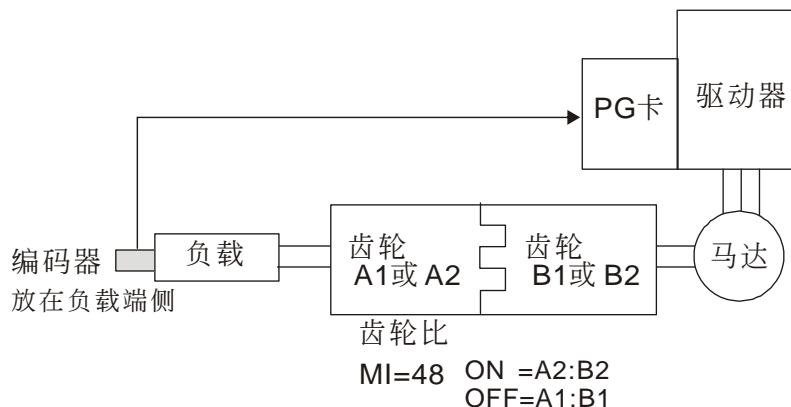 驱动器
PG卡
编码器
放在负载端侧
负载
齿轮
A1或 A2
齿轮
B1或 B2
马达
齿轮比
MI=48
ON =A2:B2
OFF=A1:B1